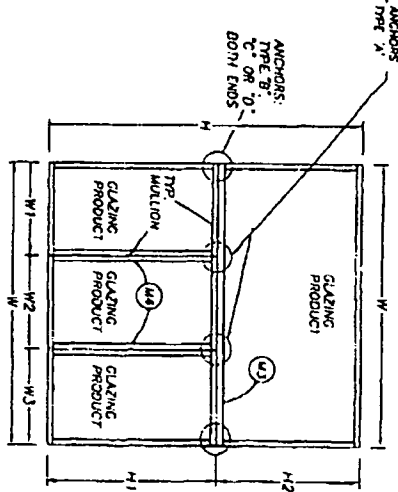 ANCHORS
TYPE 'A'
ANCHORS:
TYPE "B",
"C" OR "D"
BOTH ENDS
W
H
GLAZING
PRODUCT
M3
H2
TYP.
MULLION
M4
GLAZING
PRODUCT
GLAZING
PRODUCT
GLAZING
PRODUCT
H1
W1
W2
W3
W